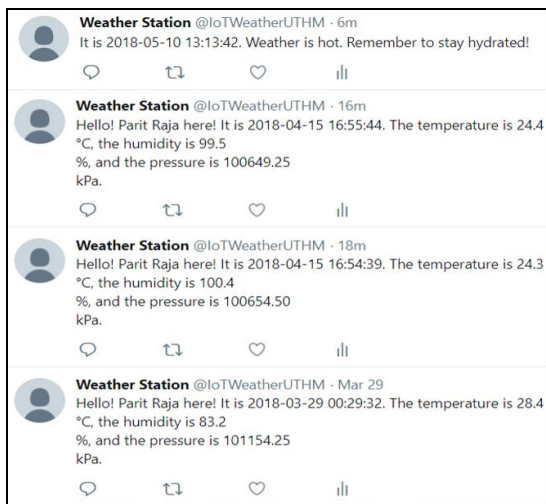 Weather Station @IoTWeatherUTHM · 6m
It is 2018-05-10 13:13:42. Weather is hot. Remember to stay hydrated!
Weather Station @IoTWeatherUTHM · 16m
Hello! Parit Raja here! It is 2018-04-15 16:55:44. The temperature is 24.4
°C, the humidity is 99.5
%, and the pressure is 100649.25
kPa.
Weather Station @IoTWeatherUTHM · 18m
Hello! Parit Raja here! It is 2018-04-15 16:54:39. The temperature is 24.3
°C, the humidity is 100.4
%, and the pressure is 100654.50
kPa.
Weather Station @IoTWeatherUTHM · Mar 29
Hello! Parit Raja here! It is 2018-03-29 00:29:32. The temperature is 28.4
°C, the humidity is 83.2
%, and the pressure is 101154.25
kPa.